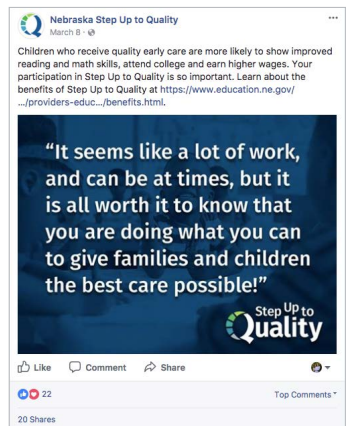 Nebraska Step Up to Quality
March 8 ·
Children who receive quality early care are more likely to show improved
reading and math skills, attend college and earn higher wages. Your
participation in Step Up to Quality is so important. Learn about the
benefits of Step Up to Quality at https://www.education.ne.gov/
.../providers-educ.../benefits.html.
“It seems like a lot of work,
and can be at times, but it
is all worth it to know that
you are doing what you can
to give families and children
the best care possible!”
Step Up to
Quality
Like Comment Share
22 Top Comments
20 Shares